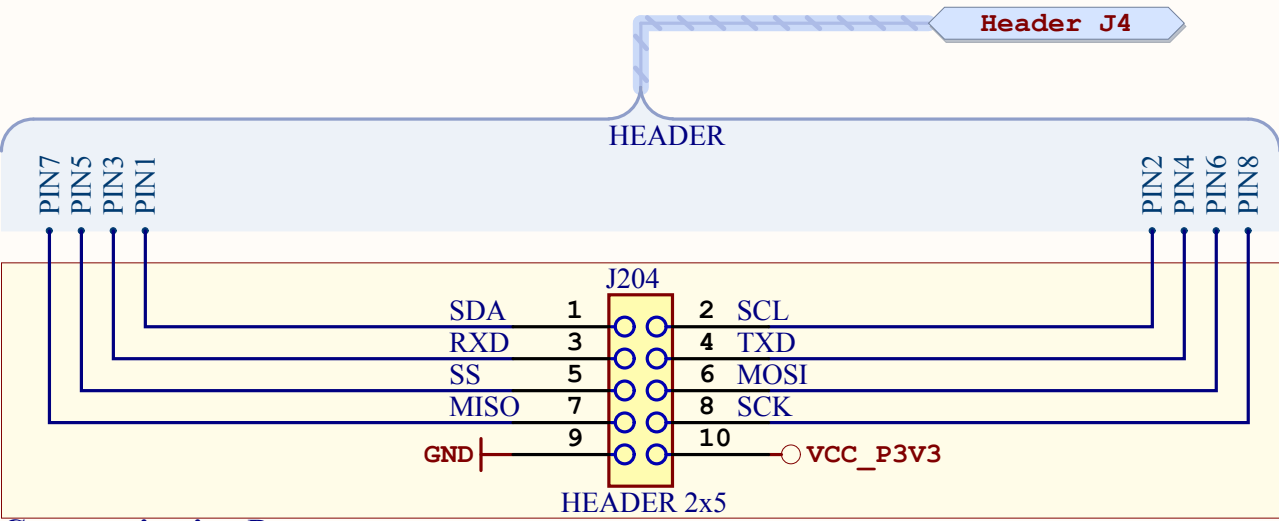 Header J4
HEADER
PIN7 PIN5 PIN3 PIN1 PIN2 PIN4 PIN6 PIN8
J204
SDA 1 2 SCL
RXD 3 4 TXD
SS 5 6 MOSI
MISO 7 8 SCK
GND 9 10 VCC_P3V3
HEADER 2x5